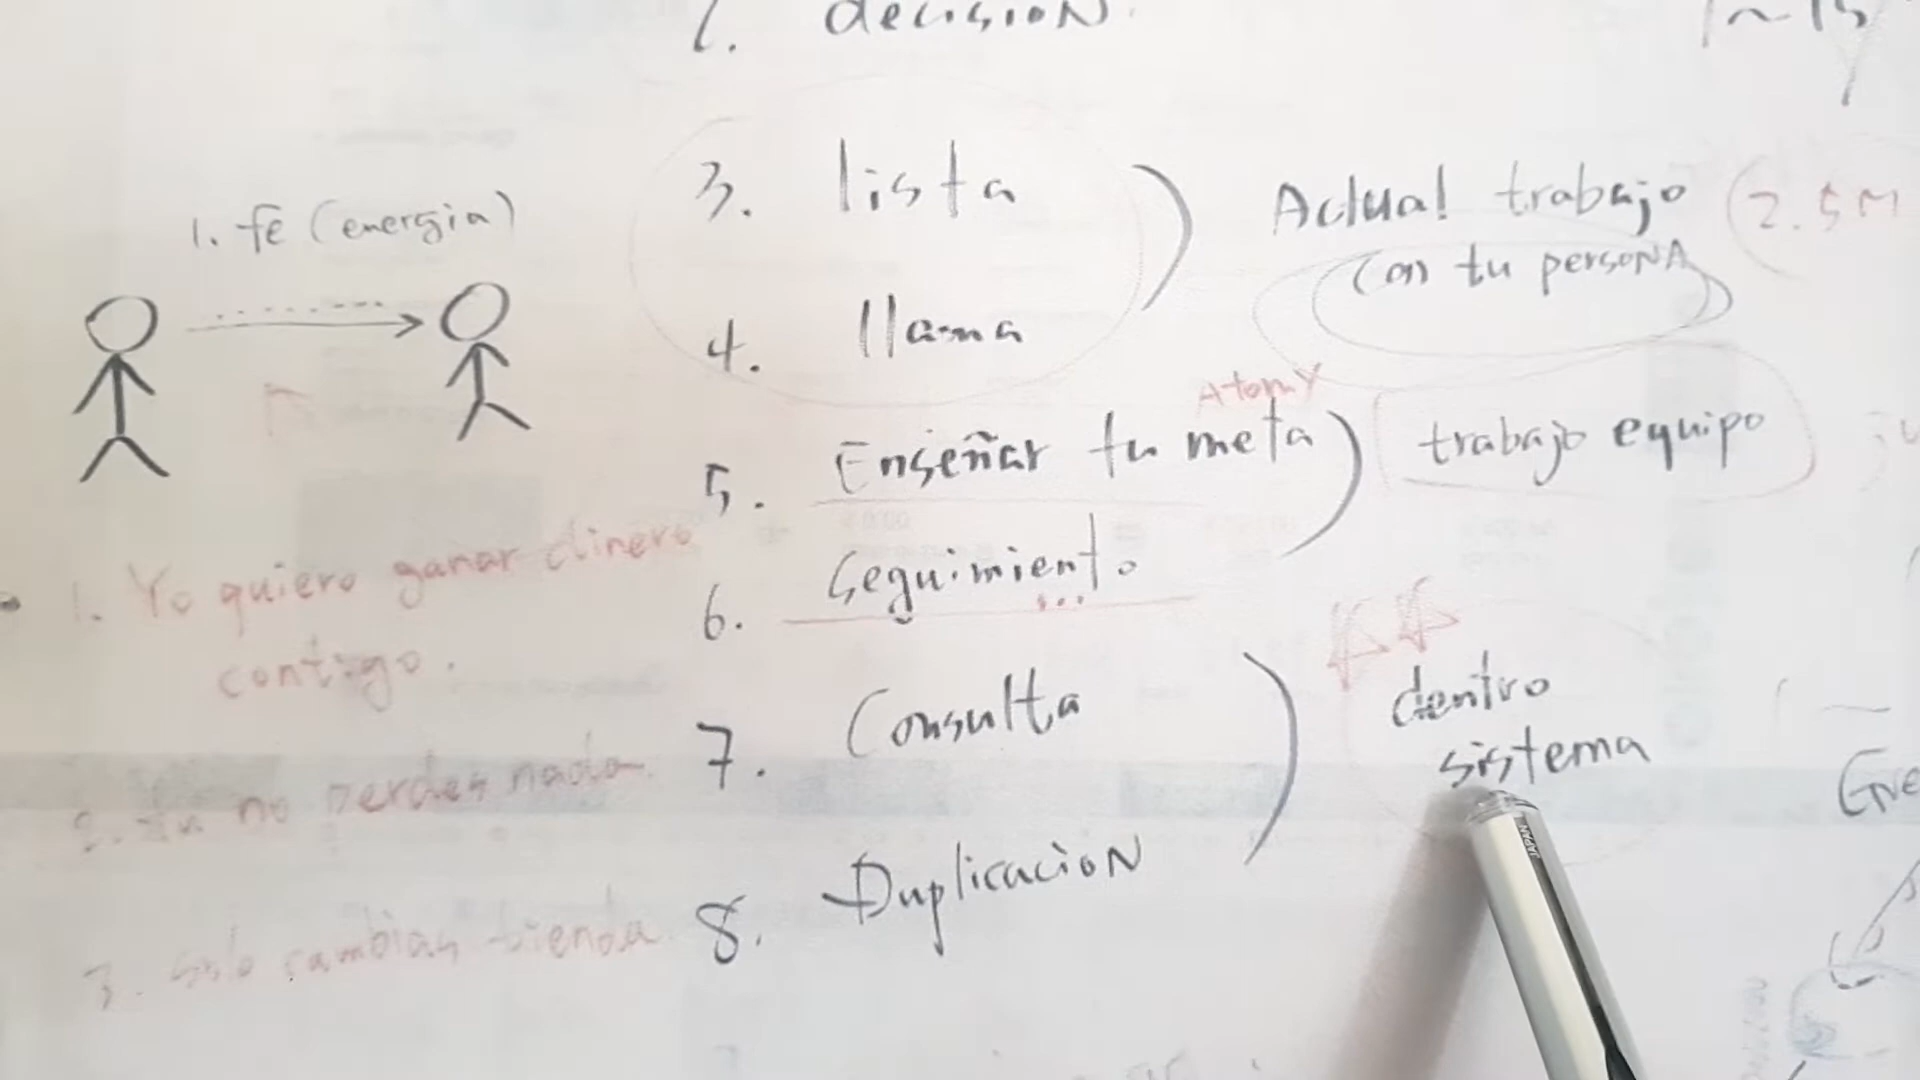 decisioN.
1. fe (energia)
3. lista
4. llama
Actual trabajo
Con tu persoNA
2.5M
Atomy
5. Enseñar tu meta
trabajo equipo
6. Seguimiento
7. Consulta
8. DuplicacioN
dentro
sistema
1. Yo quiero ganar dinero
contigo.
2. Tu no perdes nada.
3. Solo cambias tienda
JAPAN